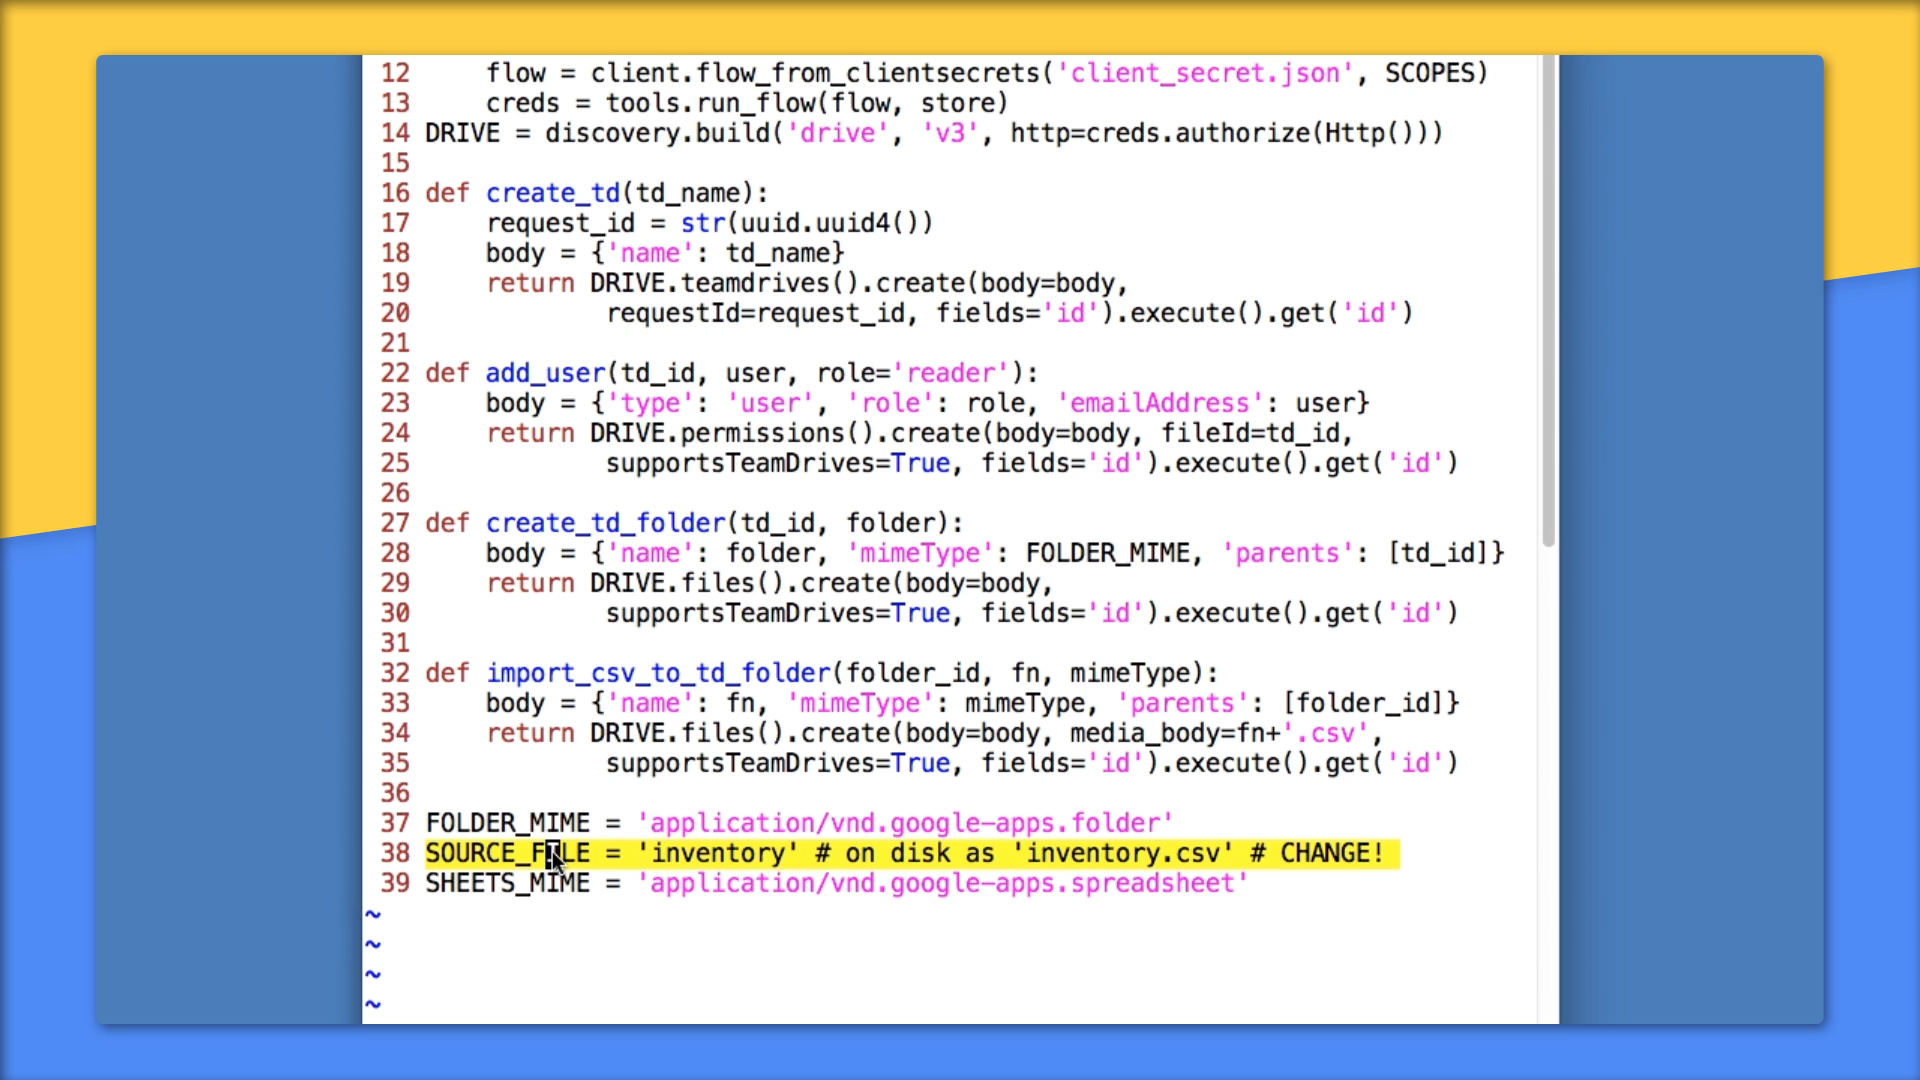 12     flow = client.flow_from_clientsecrets('client_secret.json', SCOPES)
13     creds = tools.run_flow(flow, store)
14 DRIVE = discovery.build('drive', 'v3', http=creds.authorize(Http()))
15
16 def create_td(td_name):
17     request_id = str(uuid.uuid4())
18     body = {'name': td_name}
19     return DRIVE.teamdrives().create(body=body,
20             requestId=request_id, fields='id').execute().get('id')
21
22 def add_user(td_id, user, role='reader'):
23     body = {'type': 'user', 'role': role, 'emailAddress': user}
24     return DRIVE.permissions().create(body=body, fileId=td_id,
25             supportsTeamDrives=True, fields='id').execute().get('id')
26
27 def create_td_folder(td_id, folder):
28     body = {'name': folder, 'mimeType': FOLDER_MIME, 'parents': [td_id]}
29     return DRIVE.files().create(body=body,
30             supportsTeamDrives=True, fields='id').execute().get('id')
31
32 def import_csv_to_td_folder(folder_id, fn, mimeType):
33     body = {'name': fn, 'mimeType': mimeType, 'parents': [folder_id]}
34     return DRIVE.files().create(body=body, media_body=fn+'.csv',
35             supportsTeamDrives=True, fields='id').execute().get('id')
36
37 FOLDER_MIME = 'application/vnd.google-apps.folder'
38 SOURCE_FILE = 'inventory' # on disk as 'inventory.csv' # CHANGE!
39 SHEETS_MIME = 'application/vnd.google-apps.spreadsheet'
~
~
~
~